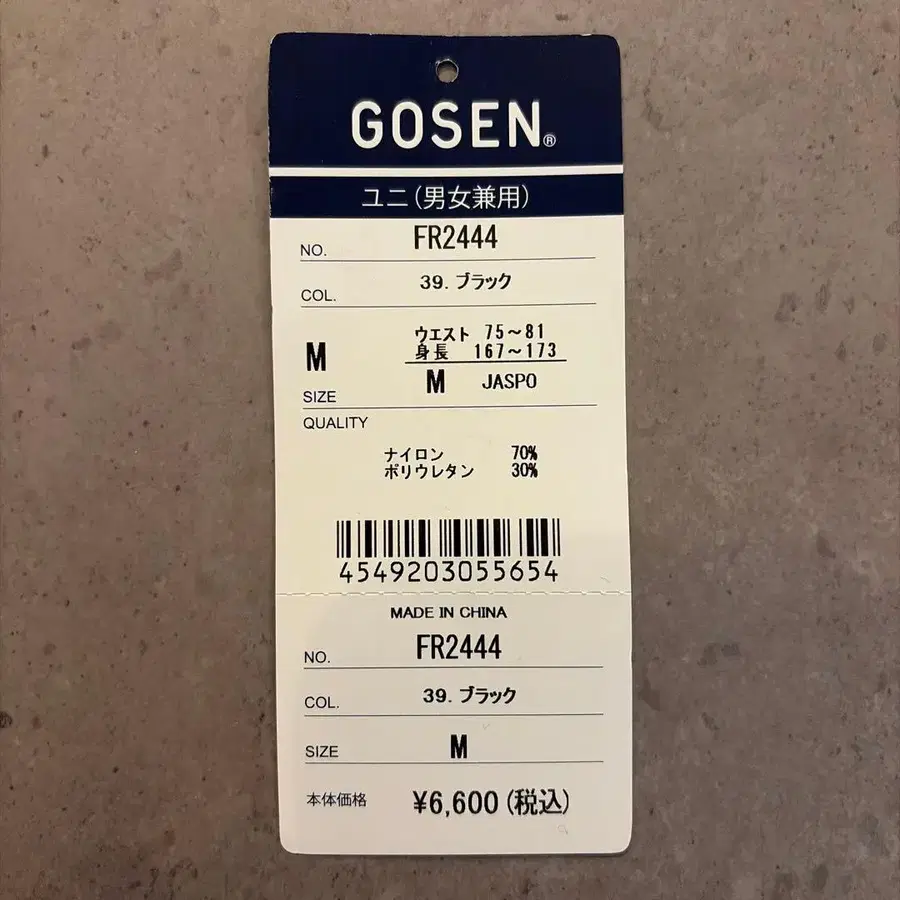 GOSEN®
ユニ(男女兼用)
NO. FR2444
COL. 39. ブラック
ウエスト 75~81
身長 167~173
M
M JASPO
SIZE
QUALITY
ナイロン 70%
ポリウレタン 30%
4549203055654
MADE IN CHINA
NO. FR2444
COL. 39. ブラック
SIZE M
本体価格 ¥6,600(税込)